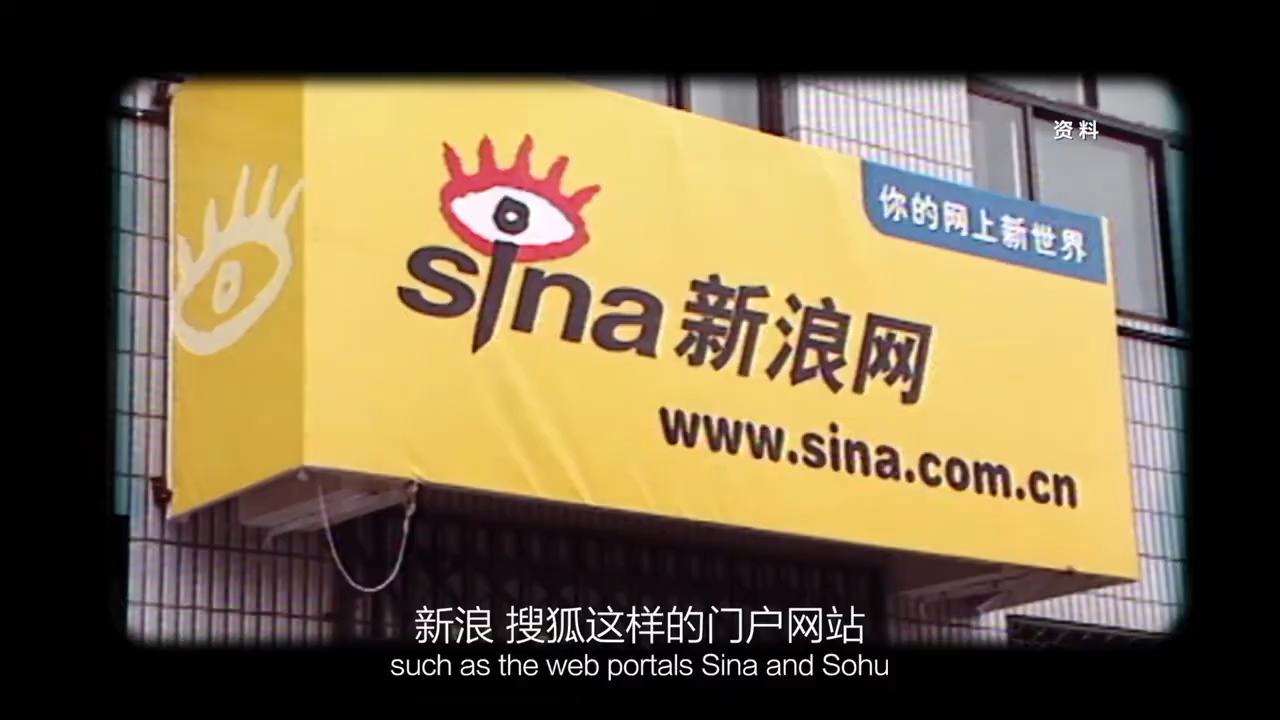 资料
你的网上新世界
sina新浪网
www.sina.com.cn
新浪 搜狐这样的门户网站
such as the web portals Sina and Sohu